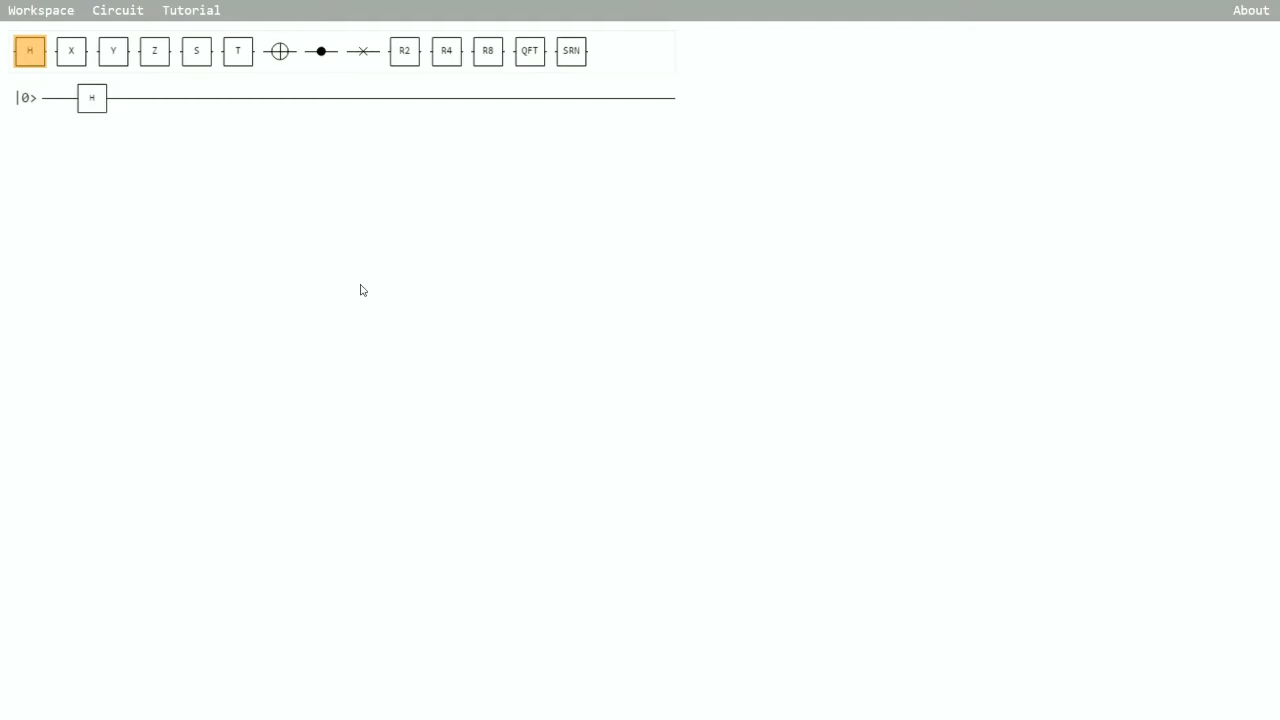 Workspace Circuit Tutorial About
H X Y Z S T R2 R4 R8 QFT SRN
|0> H